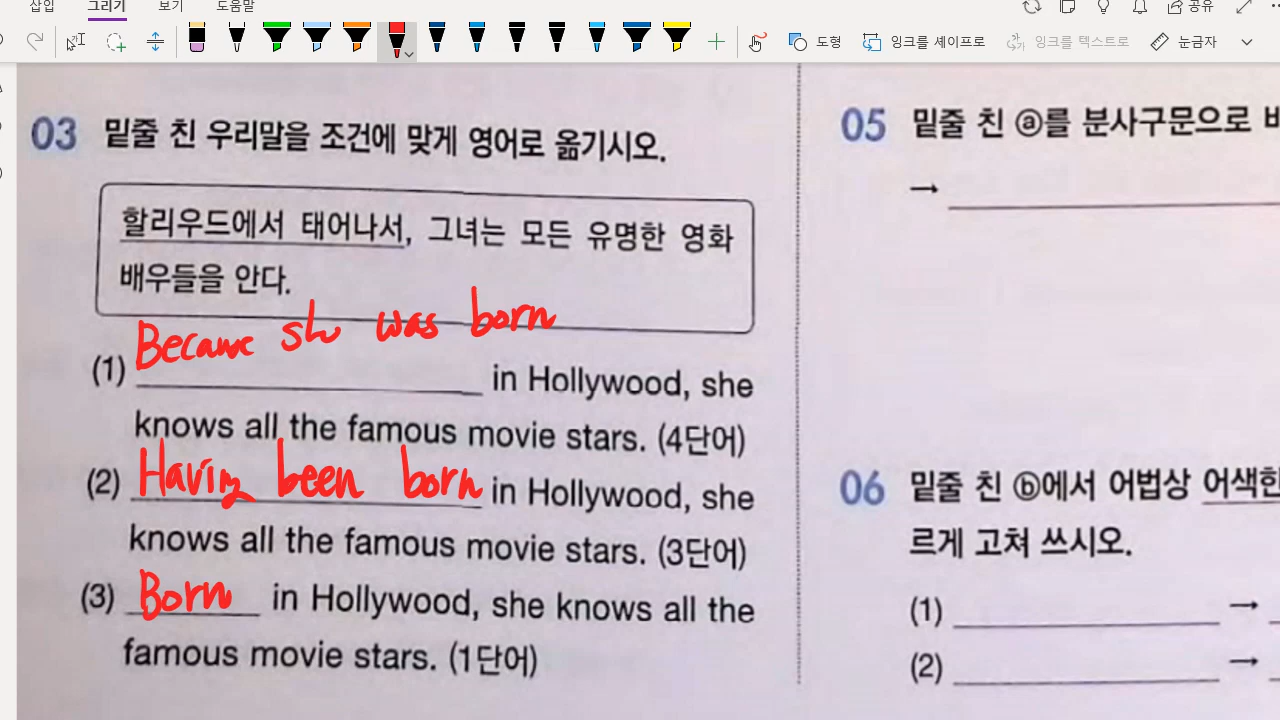 삽입 그리기 보기 도움말 공유
도형 잉크를 셰이프로 잉크를 텍스트로 눈금자
03 밑줄 친 우리말을 조건에 맞게 영어로 옮기시오.
할리우드에서 태어나서, 그녀는 모든 유명한 영화
배우들을 안다.
Because she was born
(1) in Hollywood, she
knows all the famous movie stars. (4단어)
(2) Having been born in Hollywood, she
knows all the famous movie stars. (3단어)
(3) Born in Hollywood, she knows all the
famous movie stars. (1단어)
05 밑줄 친 ⓐ를 분사구문으로
→
06 밑줄 친 ⓑ에서 어법상 어색한
르게 고쳐 쓰시오.
(1) →
(2) →